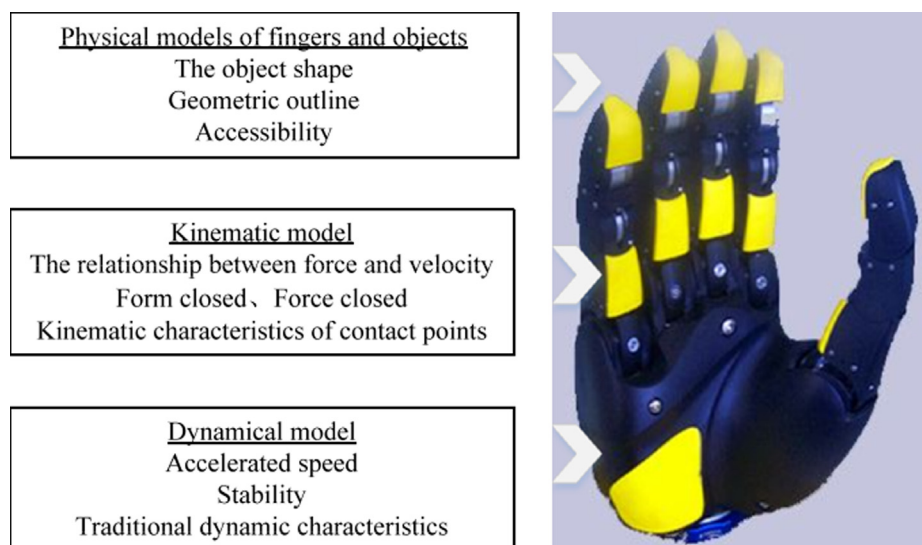 Physical models of fingers and objects
The object shape
Geometric outline
Accessibility
Kinematic model
The relationship between force and velocity
Form closed、Force closed
Kinematic characteristics of contact points
Dynamical model
Accelerated speed
Stability
Traditional dynamic characteristics